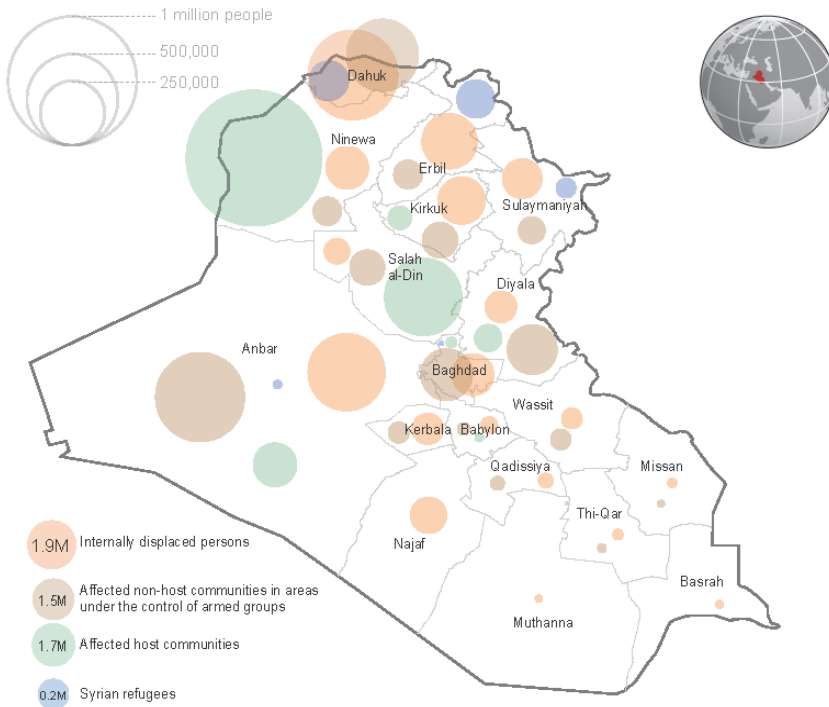 1 million people
500,000
250,000
Dahuk
Ninewa
Erbil
Kirkuk
Sulaymaniyah
Salah
al-Din
Diyala
Anbar
Baghdad
Wassit
Kerbala
Babylon
Qadissiya
Missan
Thi-Qar
Najaf
Basrah
Muthanna
1.9M Internally displaced persons
1.5M Affected non-host communities in areas
under the control of armed groups
1.7M Affected host communities
0.2M Syrian refugees